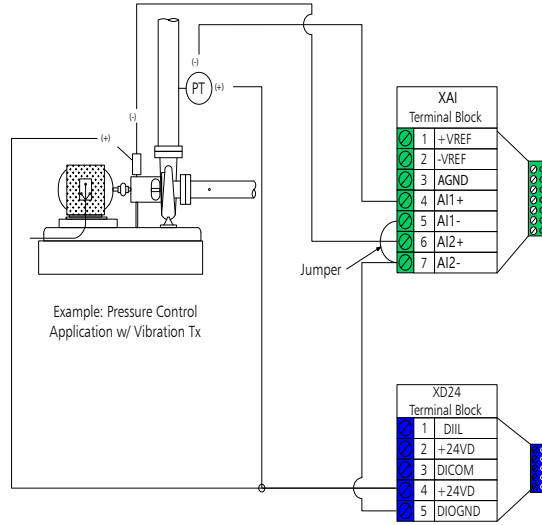 (-)
(-)
PT
(+)
(+)
XAI
Terminal Block
1 +VREF
2 -VREF
3 AGND
4 AI1+
5 AI1-
6 AI2+
7 AI2-
Jumper
Example: Pressure Control
Application w/ Vibration Tx
XD24
Terminal Block
1 DIIL
2 +24VD
3 DICOM
4 +24VD
5 DIOGND